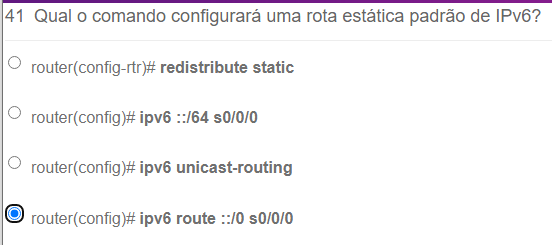 41 Qual o comando configurará uma rota estática padrão de IPv6?
router(config-rtr)# redistribute static
router(config)# ipv6 ::/64 s0/0/0
router(config)# ipv6 unicast-routing
router(config)# ipv6 route ::/0 s0/0/0